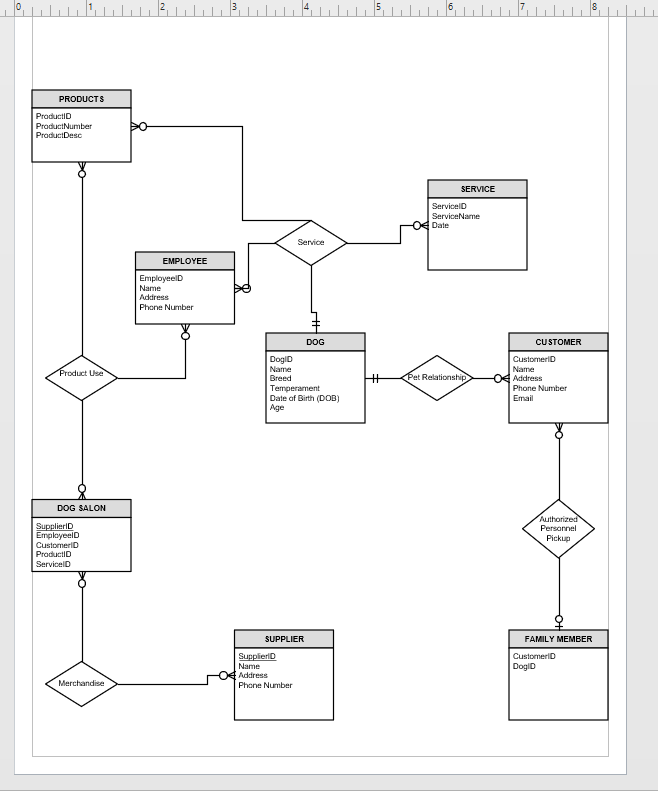 0 1 2 3 4 5 6 7 8
PRODUCTS
ProductID
ProductNumber
ProductDesc
SERVICE
ServiceID
ServiceName
Date
Service
EMPLOYEE
EmployeeID
Name
Address
Phone Number
DOG
DogID
Name
Breed
Temperament
Date of Birth (DOB)
Age
Pet Relationship
CUSTOMER
CustomerID
Name
Address
Phone Number
Email
Product Use
DOG SALON
SupplierID
EmployeeID
CustomerID
ProductID
ServiceID
Authorized
Personnel
Pickup
Merchandise
SUPPLIER
SupplierID
Name
Address
Phone Number
FAMILY MEMBER
CustomerID
DogID